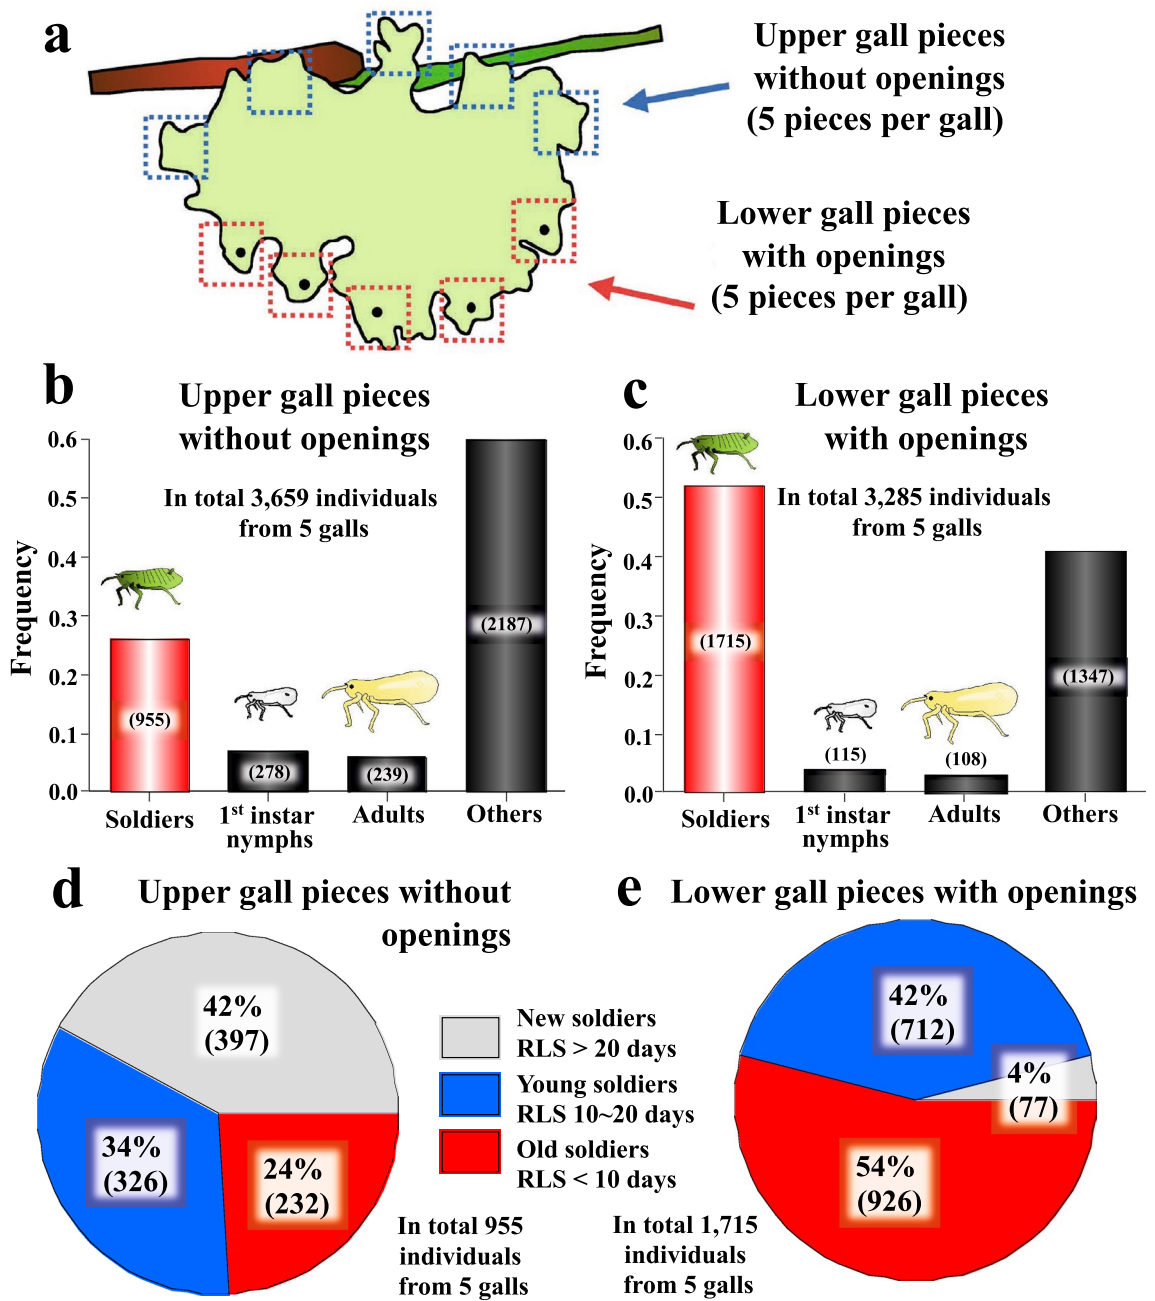 a
Upper gall pieces
without openings
(5 pieces per gall)
Lower gall pieces
with openings
(5 pieces per gall)
b
Upper gall pieces
without openings
In total 3,659 individuals
from 5 galls
Frequency
0.6
0.5
0.4
0.3
0.2
0.1
0.0
(955)
(278)
(239)
(2187)
Soldiers
1st instar
nymphs
Adults
Others
c
Lower gall pieces
with openings
In total 3,285 individuals
from 5 galls
Frequency
0.6
0.5
0.4
0.3
0.2
0.1
0.0
(1715)
(115)
(108)
(1347)
Soldiers
1st instar
nymphs
Adults
Others
d
Upper gall pieces without
openings
42%
(397)
34%
(326)
24%
(232)
In total 955
individuals
from 5 galls
New soldiers
RLS > 20 days
Young soldiers
RLS 10~20 days
Old soldiers
RLS < 10 days
e
Lower gall pieces with openings
42%
(712)
4%
(77)
54%
(926)
In total 1,715
individuals
from 5 galls